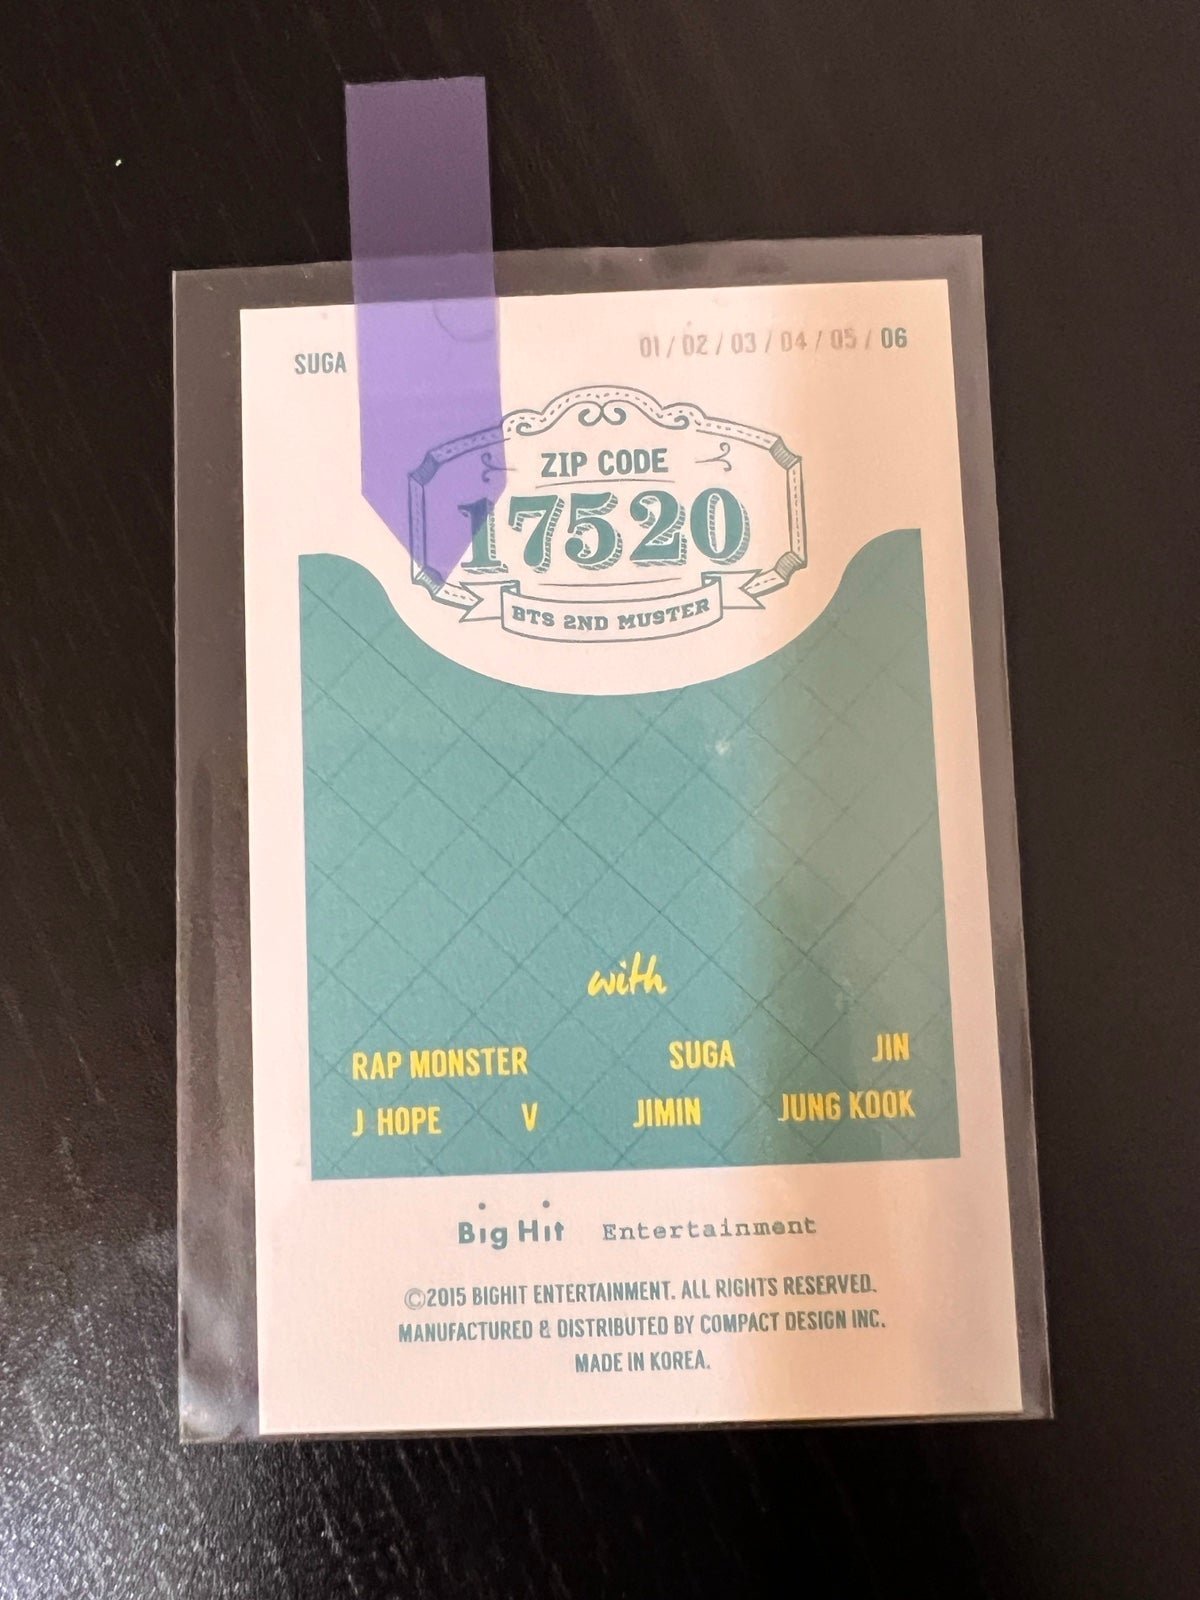 SUGA 01 / 02 / 03 / 04 / 05 / 06
ZIP CODE
17520
BTS 2ND MUSTER
with
RAP MONSTER SUGA JIN
J HOPE V JIMIN JUNG KOOK
Big Hit Entertainment
©2015 BIGHIT ENTERTAINMENT. ALL RIGHTS RESERVED.
MANUFACTURED & DISTRIBUTED BY COMPACT DESIGN INC.
MADE IN KOREA.